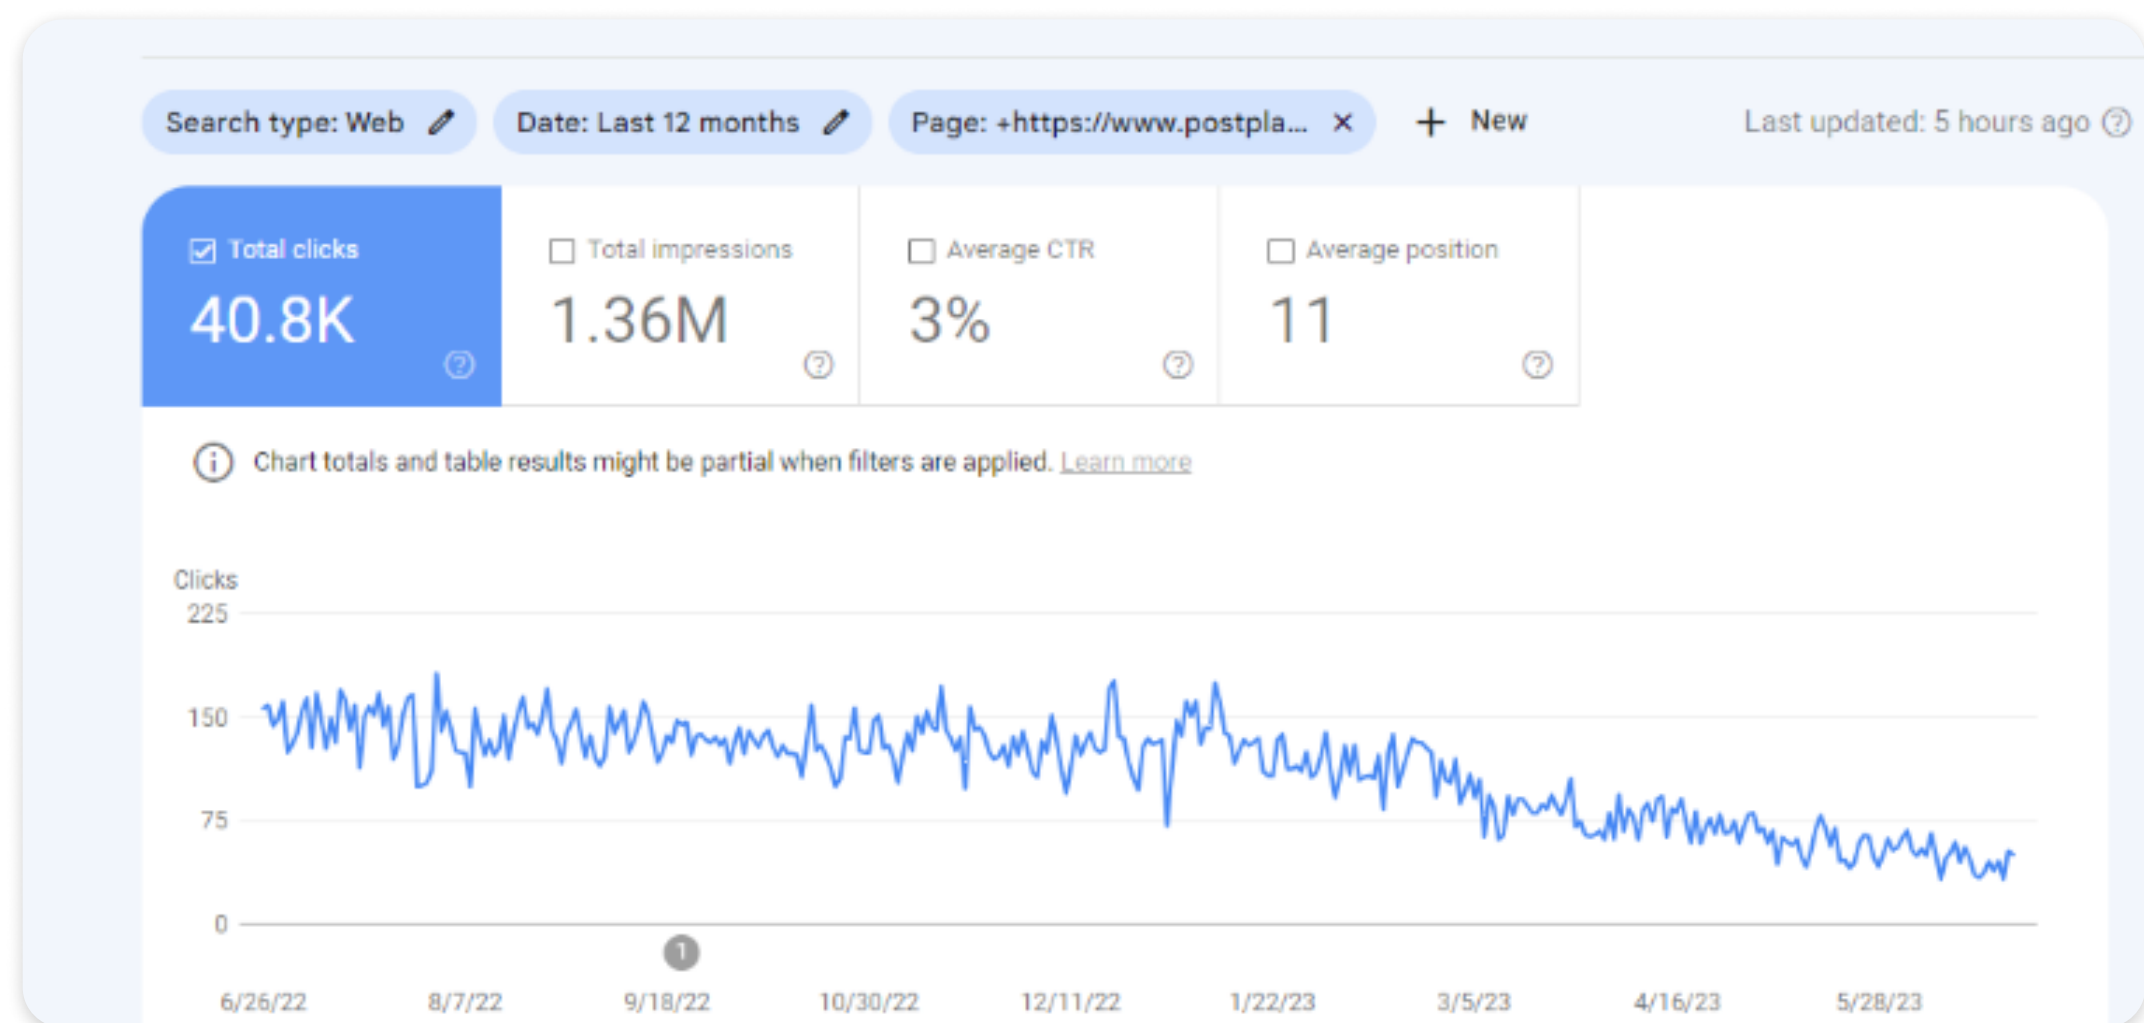 Search type: Web Date: Last 12 months Page: +https://www.postpla... × + New Last updated: 5 hours ago
Total clicks Total impressions Average CTR Average position
40.8K 1.36M 3% 11
Chart totals and table results might be partial when filters are applied. Learn more
Clicks
225
150
75
0
1
6/26/22 8/7/22 9/18/22 10/30/22 12/11/22 1/22/23 3/5/23 4/16/23 5/28/23